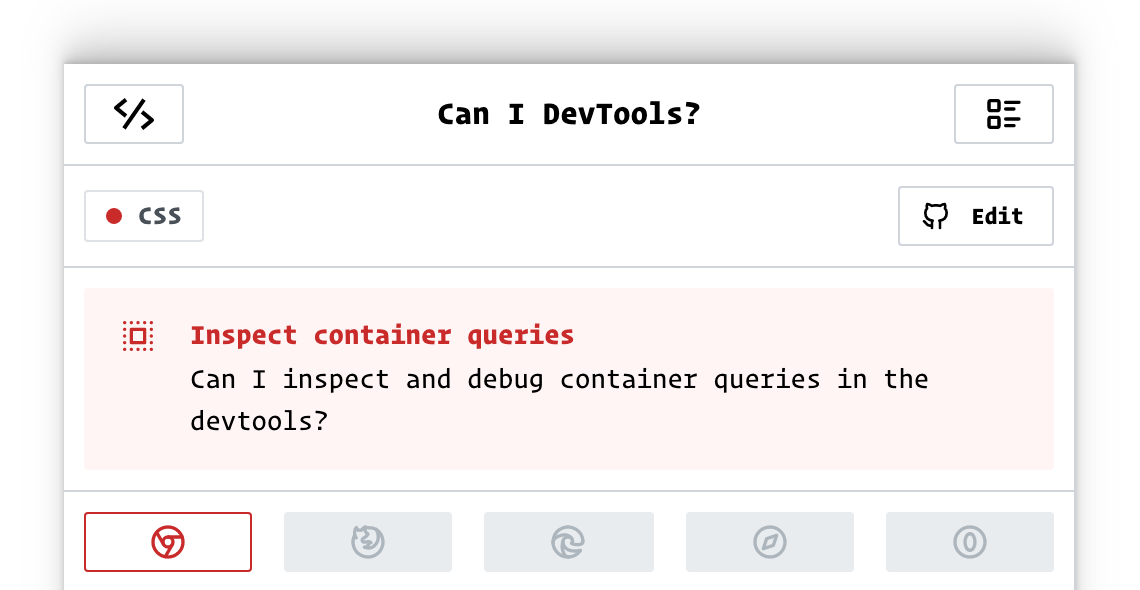 Can I DevTools?
CSS
Edit
Inspect container queries
Can I inspect and debug container queries in the
devtools?